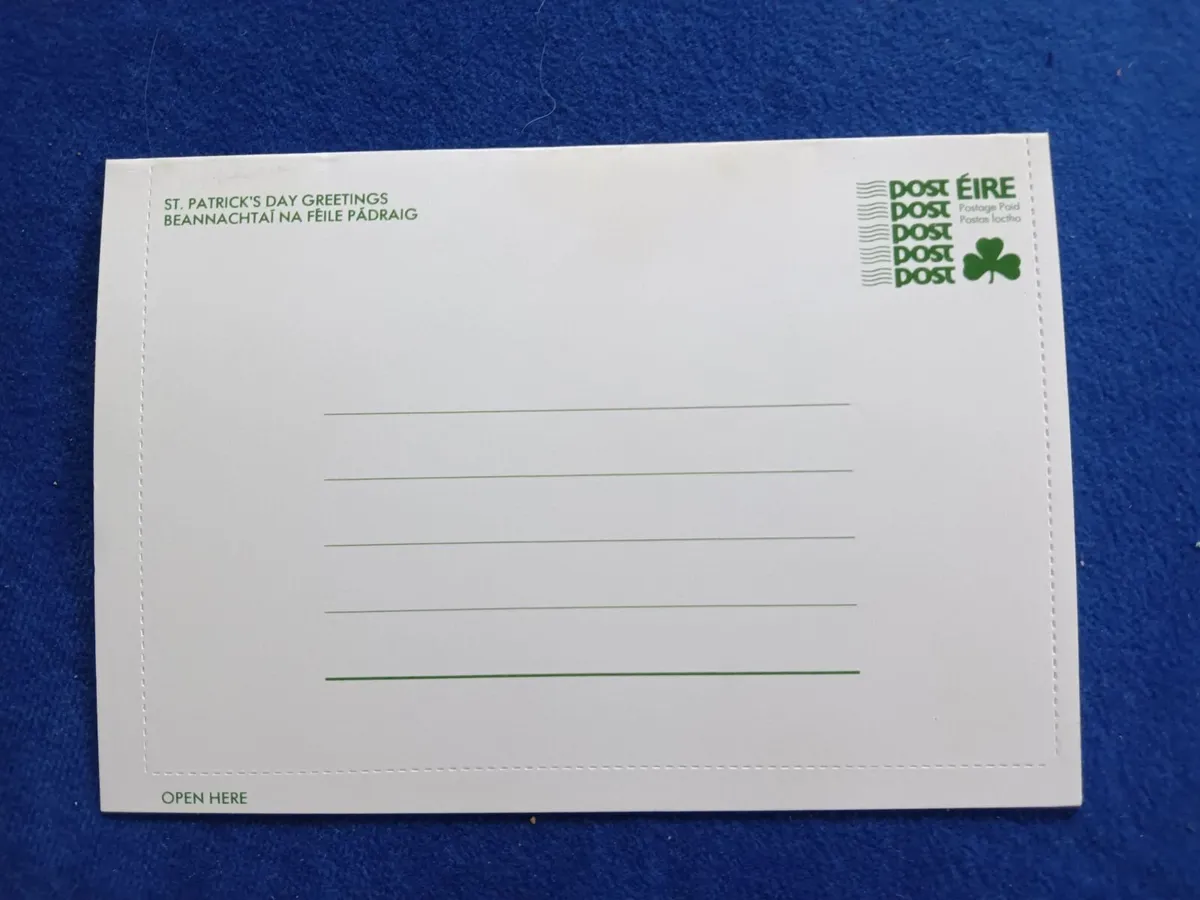 ST. PATRICK'S DAY GREETINGS
BEANNACHTAÍ NA FÉILE PÁDRAIG
post ÉIRE
post Postage Paid
Postas Íoctha
post
post
post
OPEN HERE